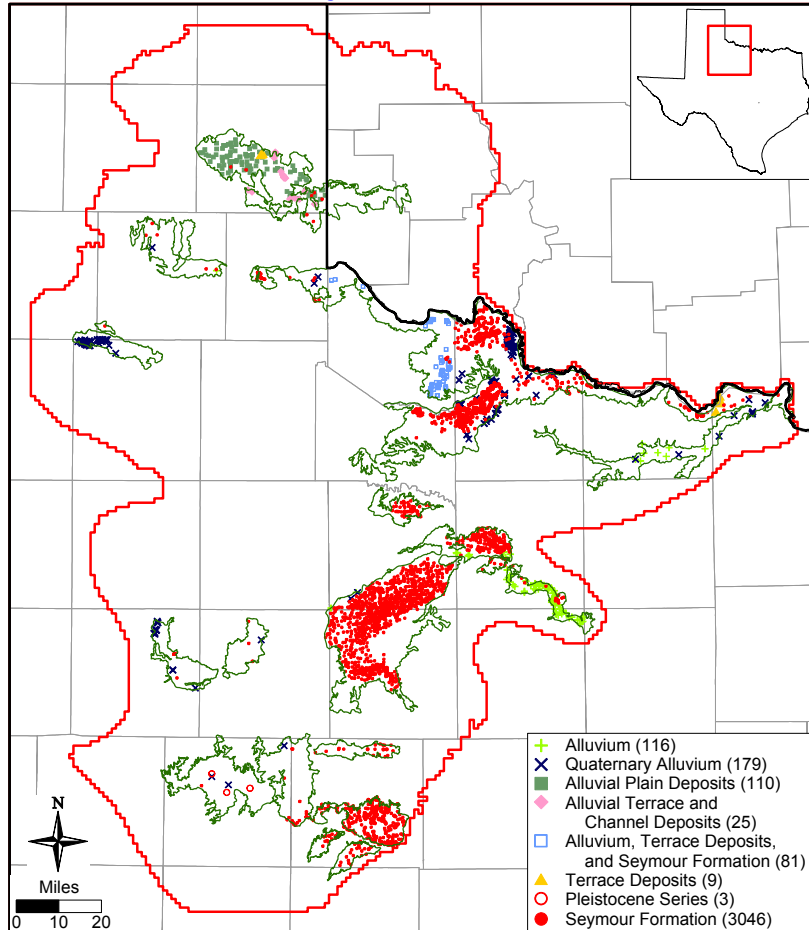 Alluvium (116)
Quaternary Alluvium (179)
Alluvial Plain Deposits (110)
Alluvial Terrace and
Channel Deposits (25)
Alluvium, Terrace Deposits,
and Seymour Formation (81)
Terrace Deposits (9)
Pleistocene Series (3)
Seymour Formation (3046)
N
Miles
0 10 20